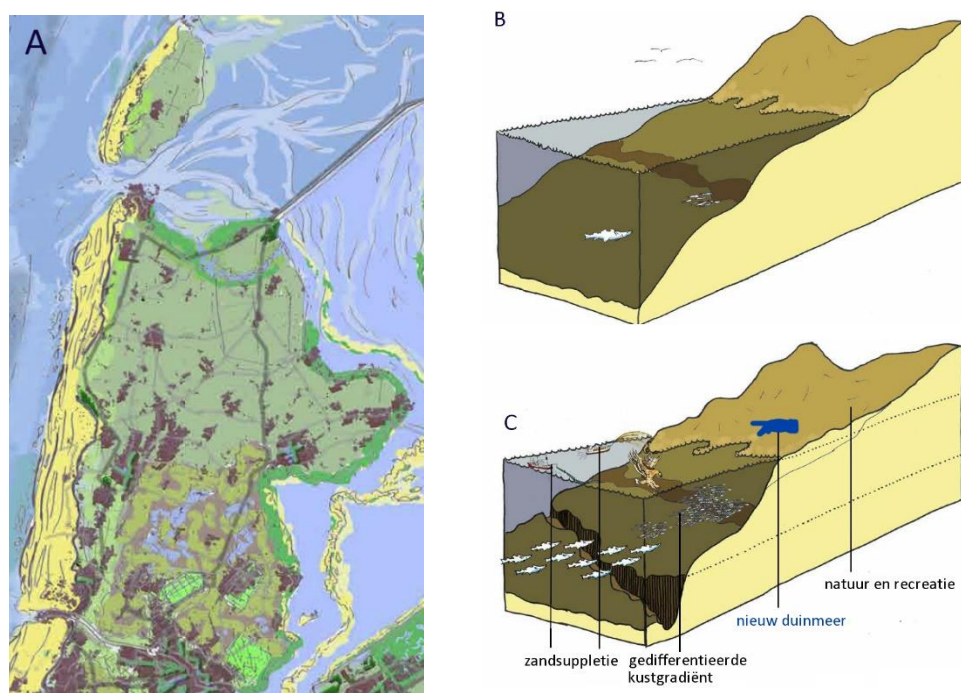 A
B
C
natuur en recreatie
nieuw duinmeer
zandsuppletie
gedifferentieerde
kustgradiënt